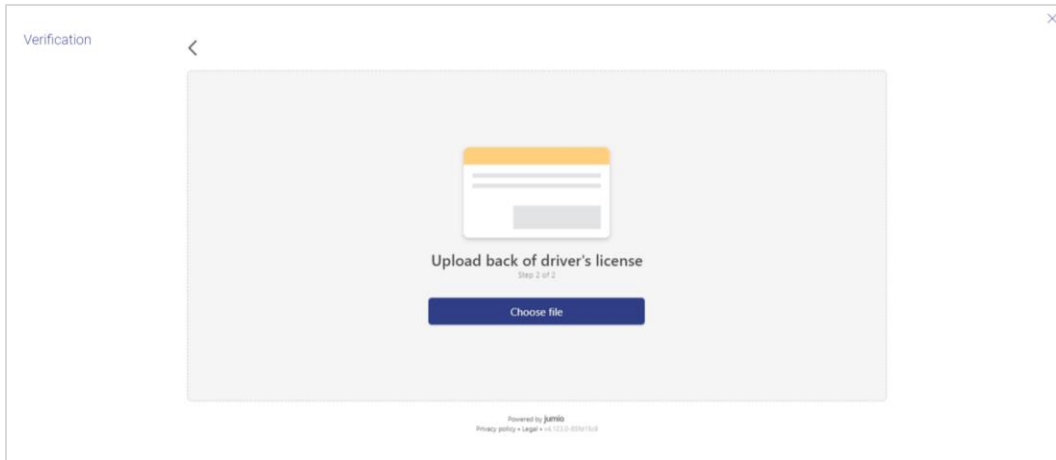 Verification
Upload back of driver's license
Step 2 of 2
Choose file
Powered by jumio
Privacy policy • Legal •